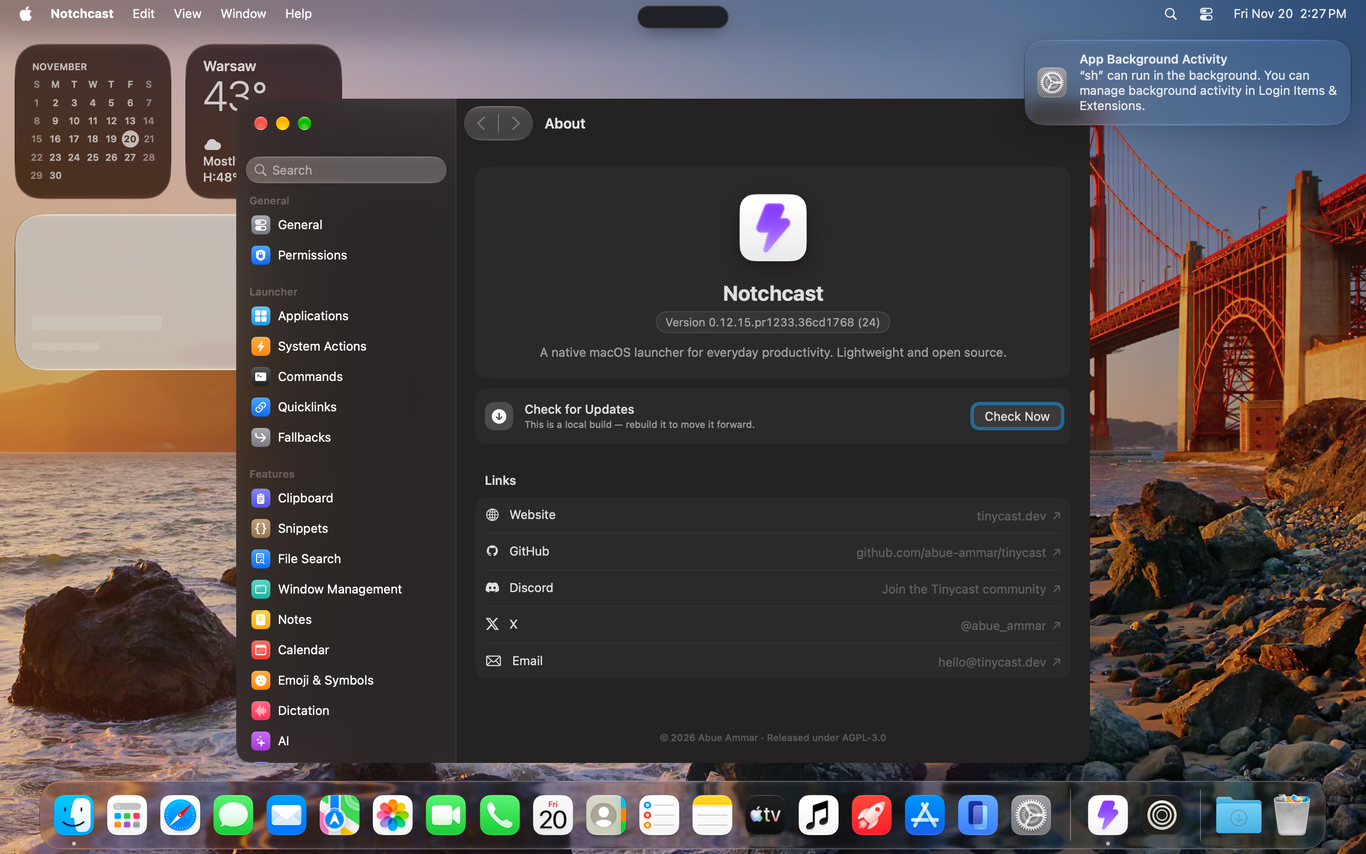 Notchcast Edit View Window Help
Fri Nov 20 2:27 PM
NOVEMBER
S M T W T F S
1 2 3 4 5 6 7
8 9 10 11 12 13 14
15 16 17 18 19 20 21
22 23 24 25 26 27 28
29 30
Warsaw
43°
H:48°
App Background Activity
“sh” can run in the background. You can
manage background activity in Login Items &
Extensions.
Search
General
General
Permissions
Launcher
Applications
System Actions
Commands
Quicklinks
Fallbacks
Features
Clipboard
Snippets
File Search
Window Management
Notes
Calendar
Emoji & Symbols
Dictation
AI
About
Notchcast
Version 0.12.15.pr1233.36cd1768 (24)
A native macOS launcher for everyday productivity. Lightweight and open source.
Check for Updates
This is a local build — rebuild it to move it forward.
Check Now
Links
Website tinycast.dev
GitHub github.com/abue-ammar/tinycast
Discord Join the Tinycast community
X @abue_ammar
Email hello@tinycast.dev
© 2026 Abue Ammar · Released under AGPL-3.0
Fri
20
tv